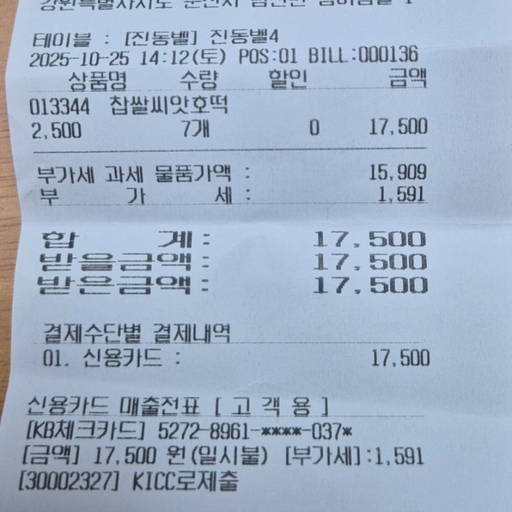 테이블 : [진동벨] 진동벨4
2025-10-25 14:12(토) POS:01 BILL:000136
상품명 수량 할인 금액
013344 찹쌀씨앗호떡
2,500 7개 0 17,500
부가세 과세 물품가액 : 15,909
부 가 세 : 1,591
합 계 : 17,500
받을금액 : 17,500
받은금액 : 17,500
결제수단별 결제내역
01. 신용카드 : 17,500
신용카드 매출전표 [ 고 객 용 ]
[KB체크카드] 5272-8961-****-037*
[금액] 17,500 원(일시불) [부가세]:1,591
[30002327] KICC로제출